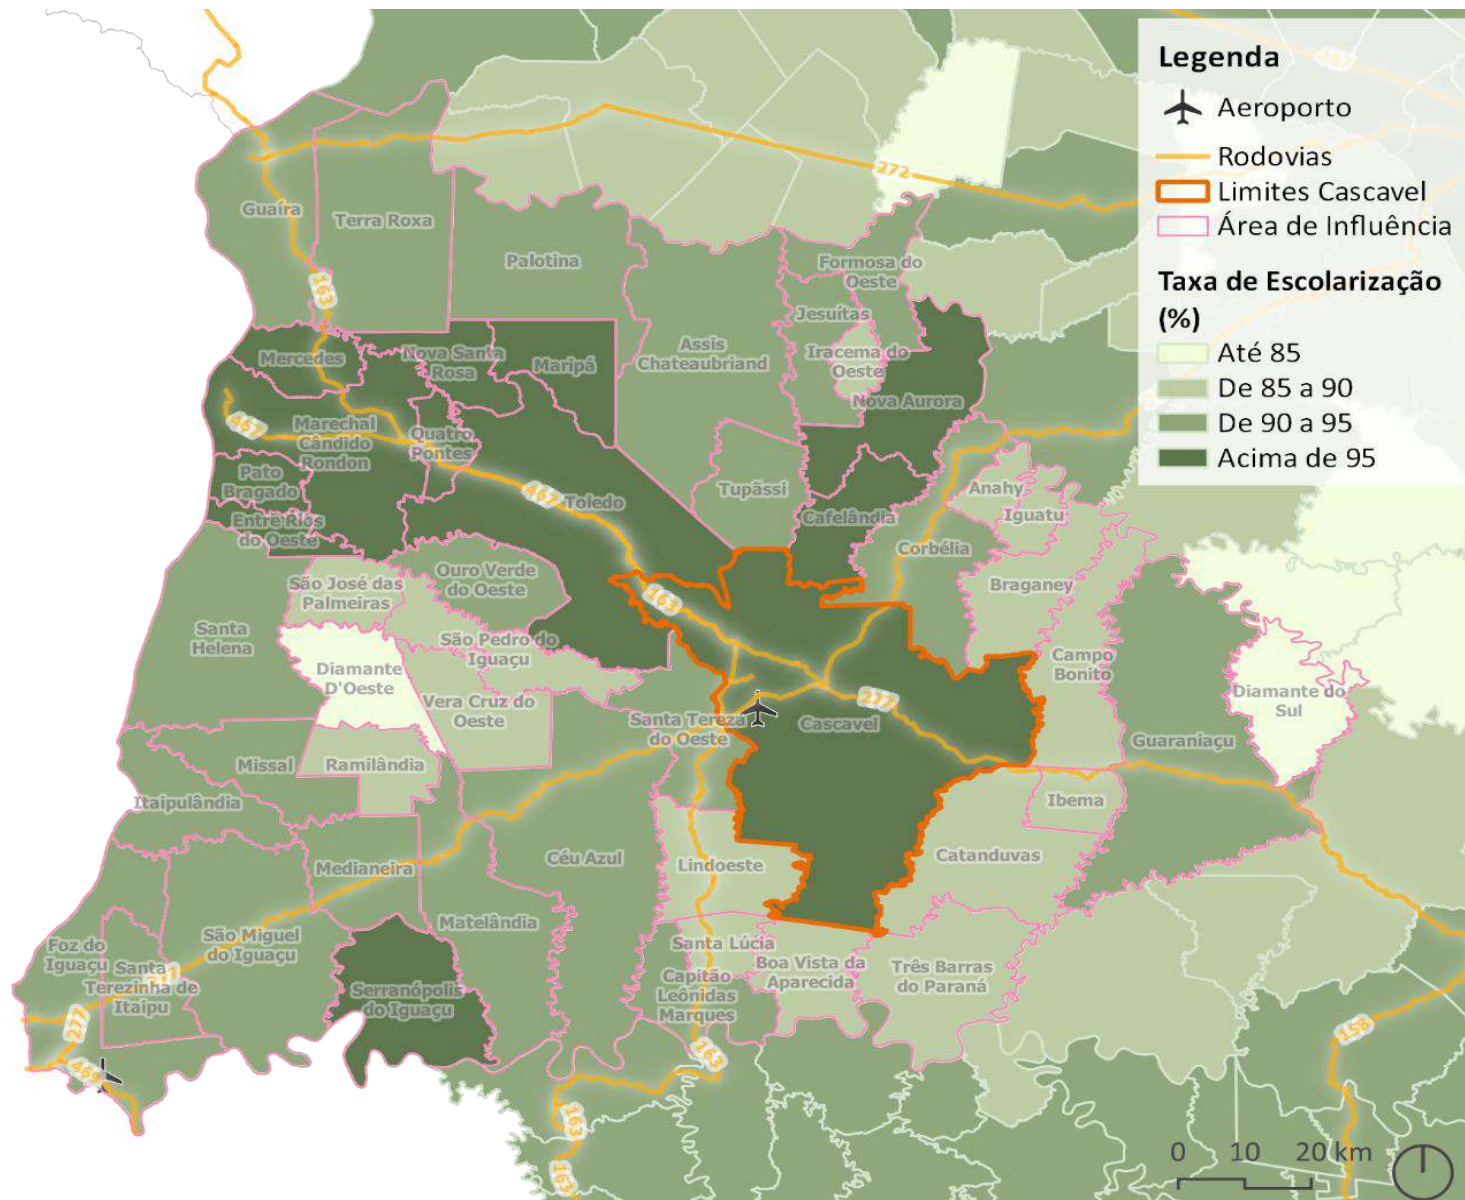 Legenda
Aeroporto
Rodovias
Limites Cascavel
Área de Influência
Taxa de Escolarização
(%)
Até 85
De 85 a 90
De 90 a 95
Acima de 95
272
Guaíra
Terra Roxa
Palotina
Formosa do
Oeste
163
Jesuítas
Assis
Chateaubriand
Iracema do
Oeste
Mercedes
Nova Santa
Rosa
Maripá
Nova Aurora
467
Marechal
Cândido
Rondon
Quatro
Pontes
Pato
Bragado
Tupãssi
Anahy
467
Toledo
Cafelândia
Iguatu
Entre Rios
do Oeste
Corbélia
Ouro Verde
do Oeste
São José das
Palmeiras
Braganey
163
Santa
Helena
São Pedro do
Iguaçu
Campo
Bonito
Diamante
D'Oeste
Vera Cruz do
Oeste
Diamante do
Sul
277
Santa Tereza
do Oeste
Cascavel
Guaraniaçu
Missal
Ramilândia
Itaipulândia
Ibema
Medianeira
Céu Azul
Lindoeste
Catanduvas
Matelândia
São Miguel
do Iguaçu
Foz do
Iguaçu
Santa
Terezinha de
Itaipu
Santa Lúcia
Boa Vista da
Aparecida
Três Barras
do Paraná
Capitão
Leônidas
Marques
Serranópolis
do Iguaçu
277
163
158
469
163
163
0 10 20 km